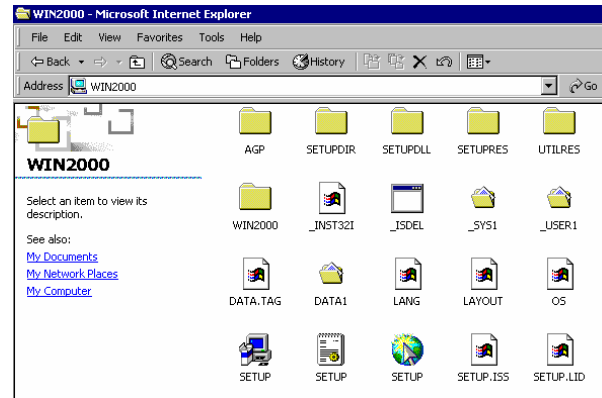 WIN2000 - Microsoft Internet Explorer
File Edit View Favorites Tools Help
Back Search Folders History
Address WIN2000 Go
AGP SETUPDIR SETUPDLL SETUPRES UTILRES
WIN2000
Select an item to view its
description.
See also:
My Documents
My Network Places
My Computer
WIN2000 _INST32I _ISDEL _SYS1 _USER1
DATA.TAG DATA1 LANG LAYOUT OS
SETUP SETUP SETUP SETUP.ISS SETUP.LID